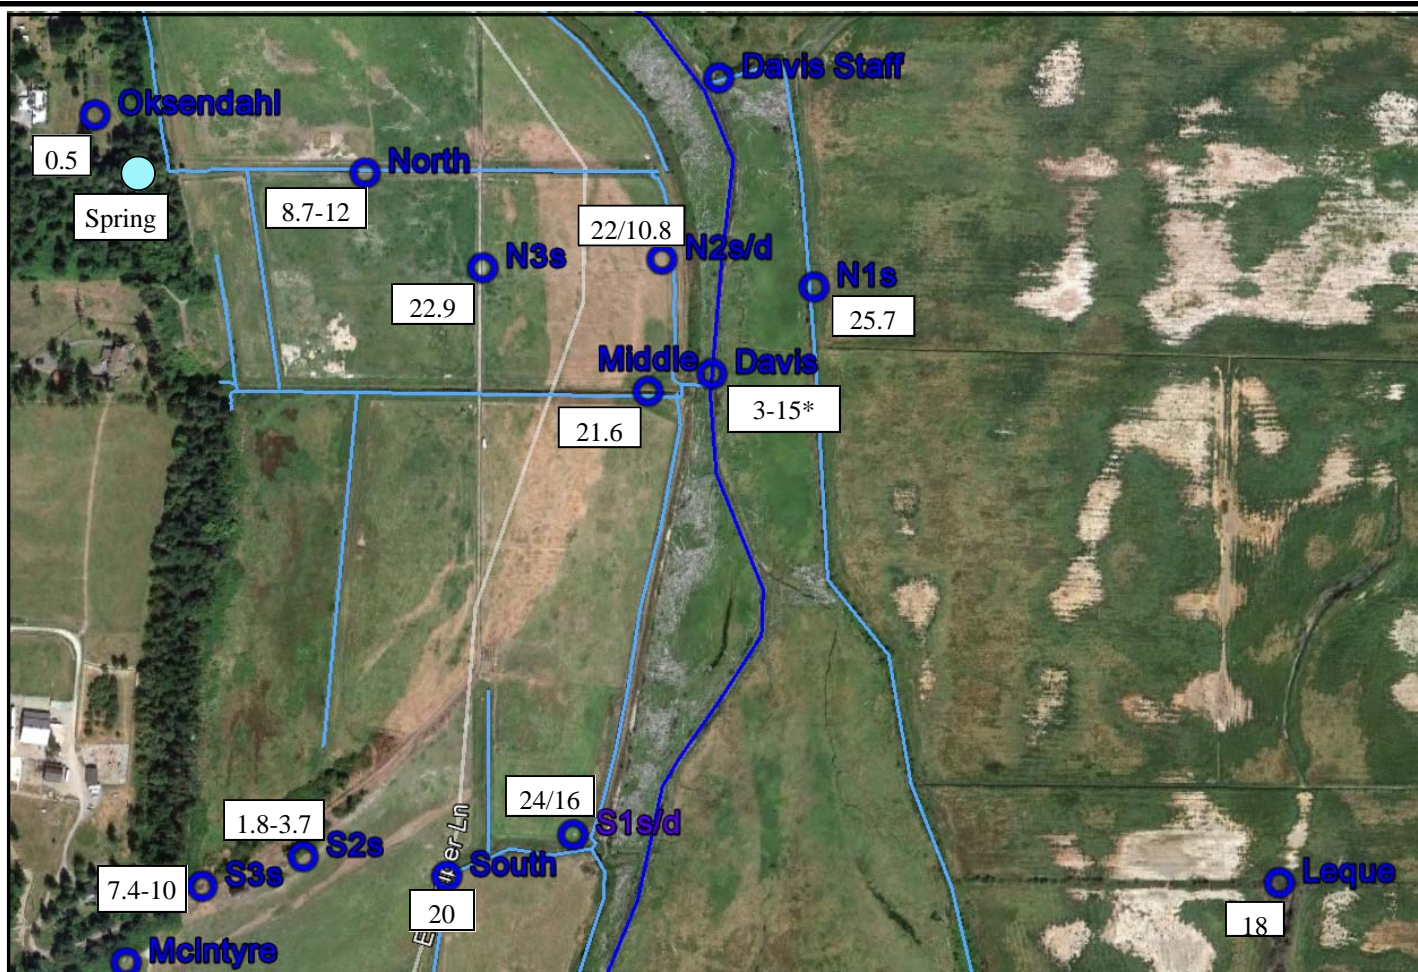 Davis Staff
Oksendahl
0.5
North
Spring
8.7-12
22/10.8
N3s
N2s/d
N1s
22.9
25.7
Middle
Davis
3-15*
21.6
24/16
1.8-3.7
S1s/d
S2s
er Ln
South
S3s
Leque
7.4-10
20
18
McIntyre